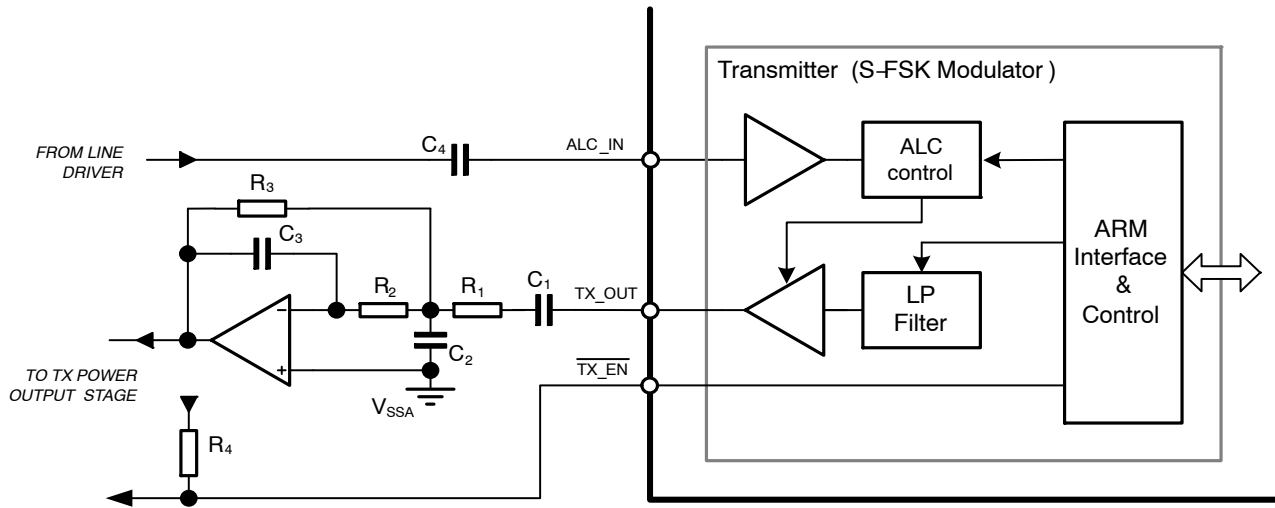 Transmitter (S-FSK Modulator )
FROM LINE
DRIVER
C4
ALC_IN
ALC
control
R3
C3
ARM
Interface
&
Control
R2
R1
C1
TX_OUT
LP
Filter
−
+
C2
TX_EN
TO TX POWER
OUTPUT STAGE
VSSA
R4